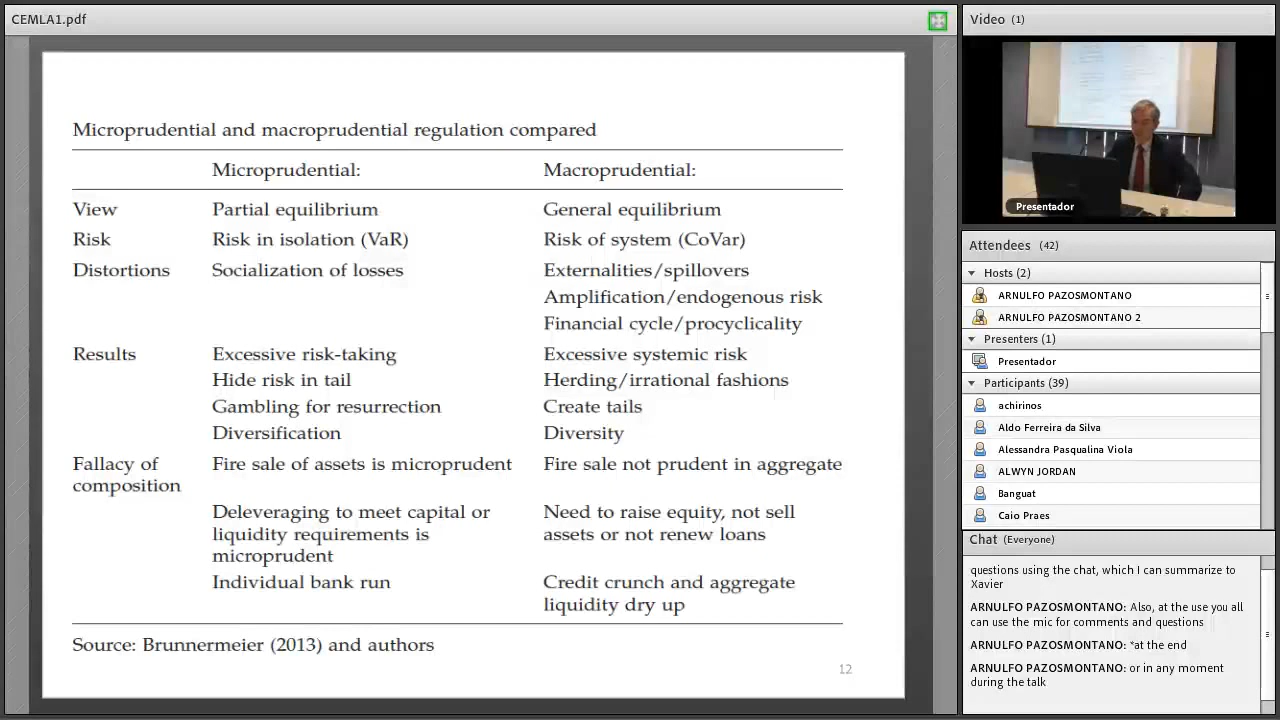 CEMLA1.pdf
Microprudential and macroprudential regulation compared
Microprudential: Macroprudential:
View Partial equilibrium General equilibrium
Risk Risk in isolation (VaR) Risk of system (CoVar)
Distortions Socialization of losses Externalities/spillovers
Amplification/endogenous risk
Financial cycle/procyclicality
Results Excessive risk-taking Excessive systemic risk
Hide risk in tail Herding/irrational fashions
Gambling for resurrection Create tails
Diversification Diversity
Fallacy of Fire sale of assets is microprudent Fire sale not prudent in aggregate
composition
Deleveraging to meet capital or Need to raise equity, not sell
liquidity requirements is assets or not renew loans
microprudent
Individual bank run Credit crunch and aggregate
liquidity dry up
Source: Brunnermeier (2013) and authors
12
Video (1)
Presentador
Attendees (42)
Hosts (2)
ARNULFO PAZOSMONTANO
ARNULFO PAZOSMONTANO 2
Presenters (1)
Presentador
Participants (39)
achirinos
Aldo Ferreira da Silva
Alessandra Pasqualina Viola
ALWYN JORDAN
Banguat
Caio Praes
Chat (Everyone)
questions using the chat, which I can summarize to
Xavier
ARNULFO PAZOSMONTANO: Also, at the use you all
can use the mic for comments and questions
ARNULFO PAZOSMONTANO: *at the end
ARNULFO PAZOSMONTANO: or in any moment
during the talk